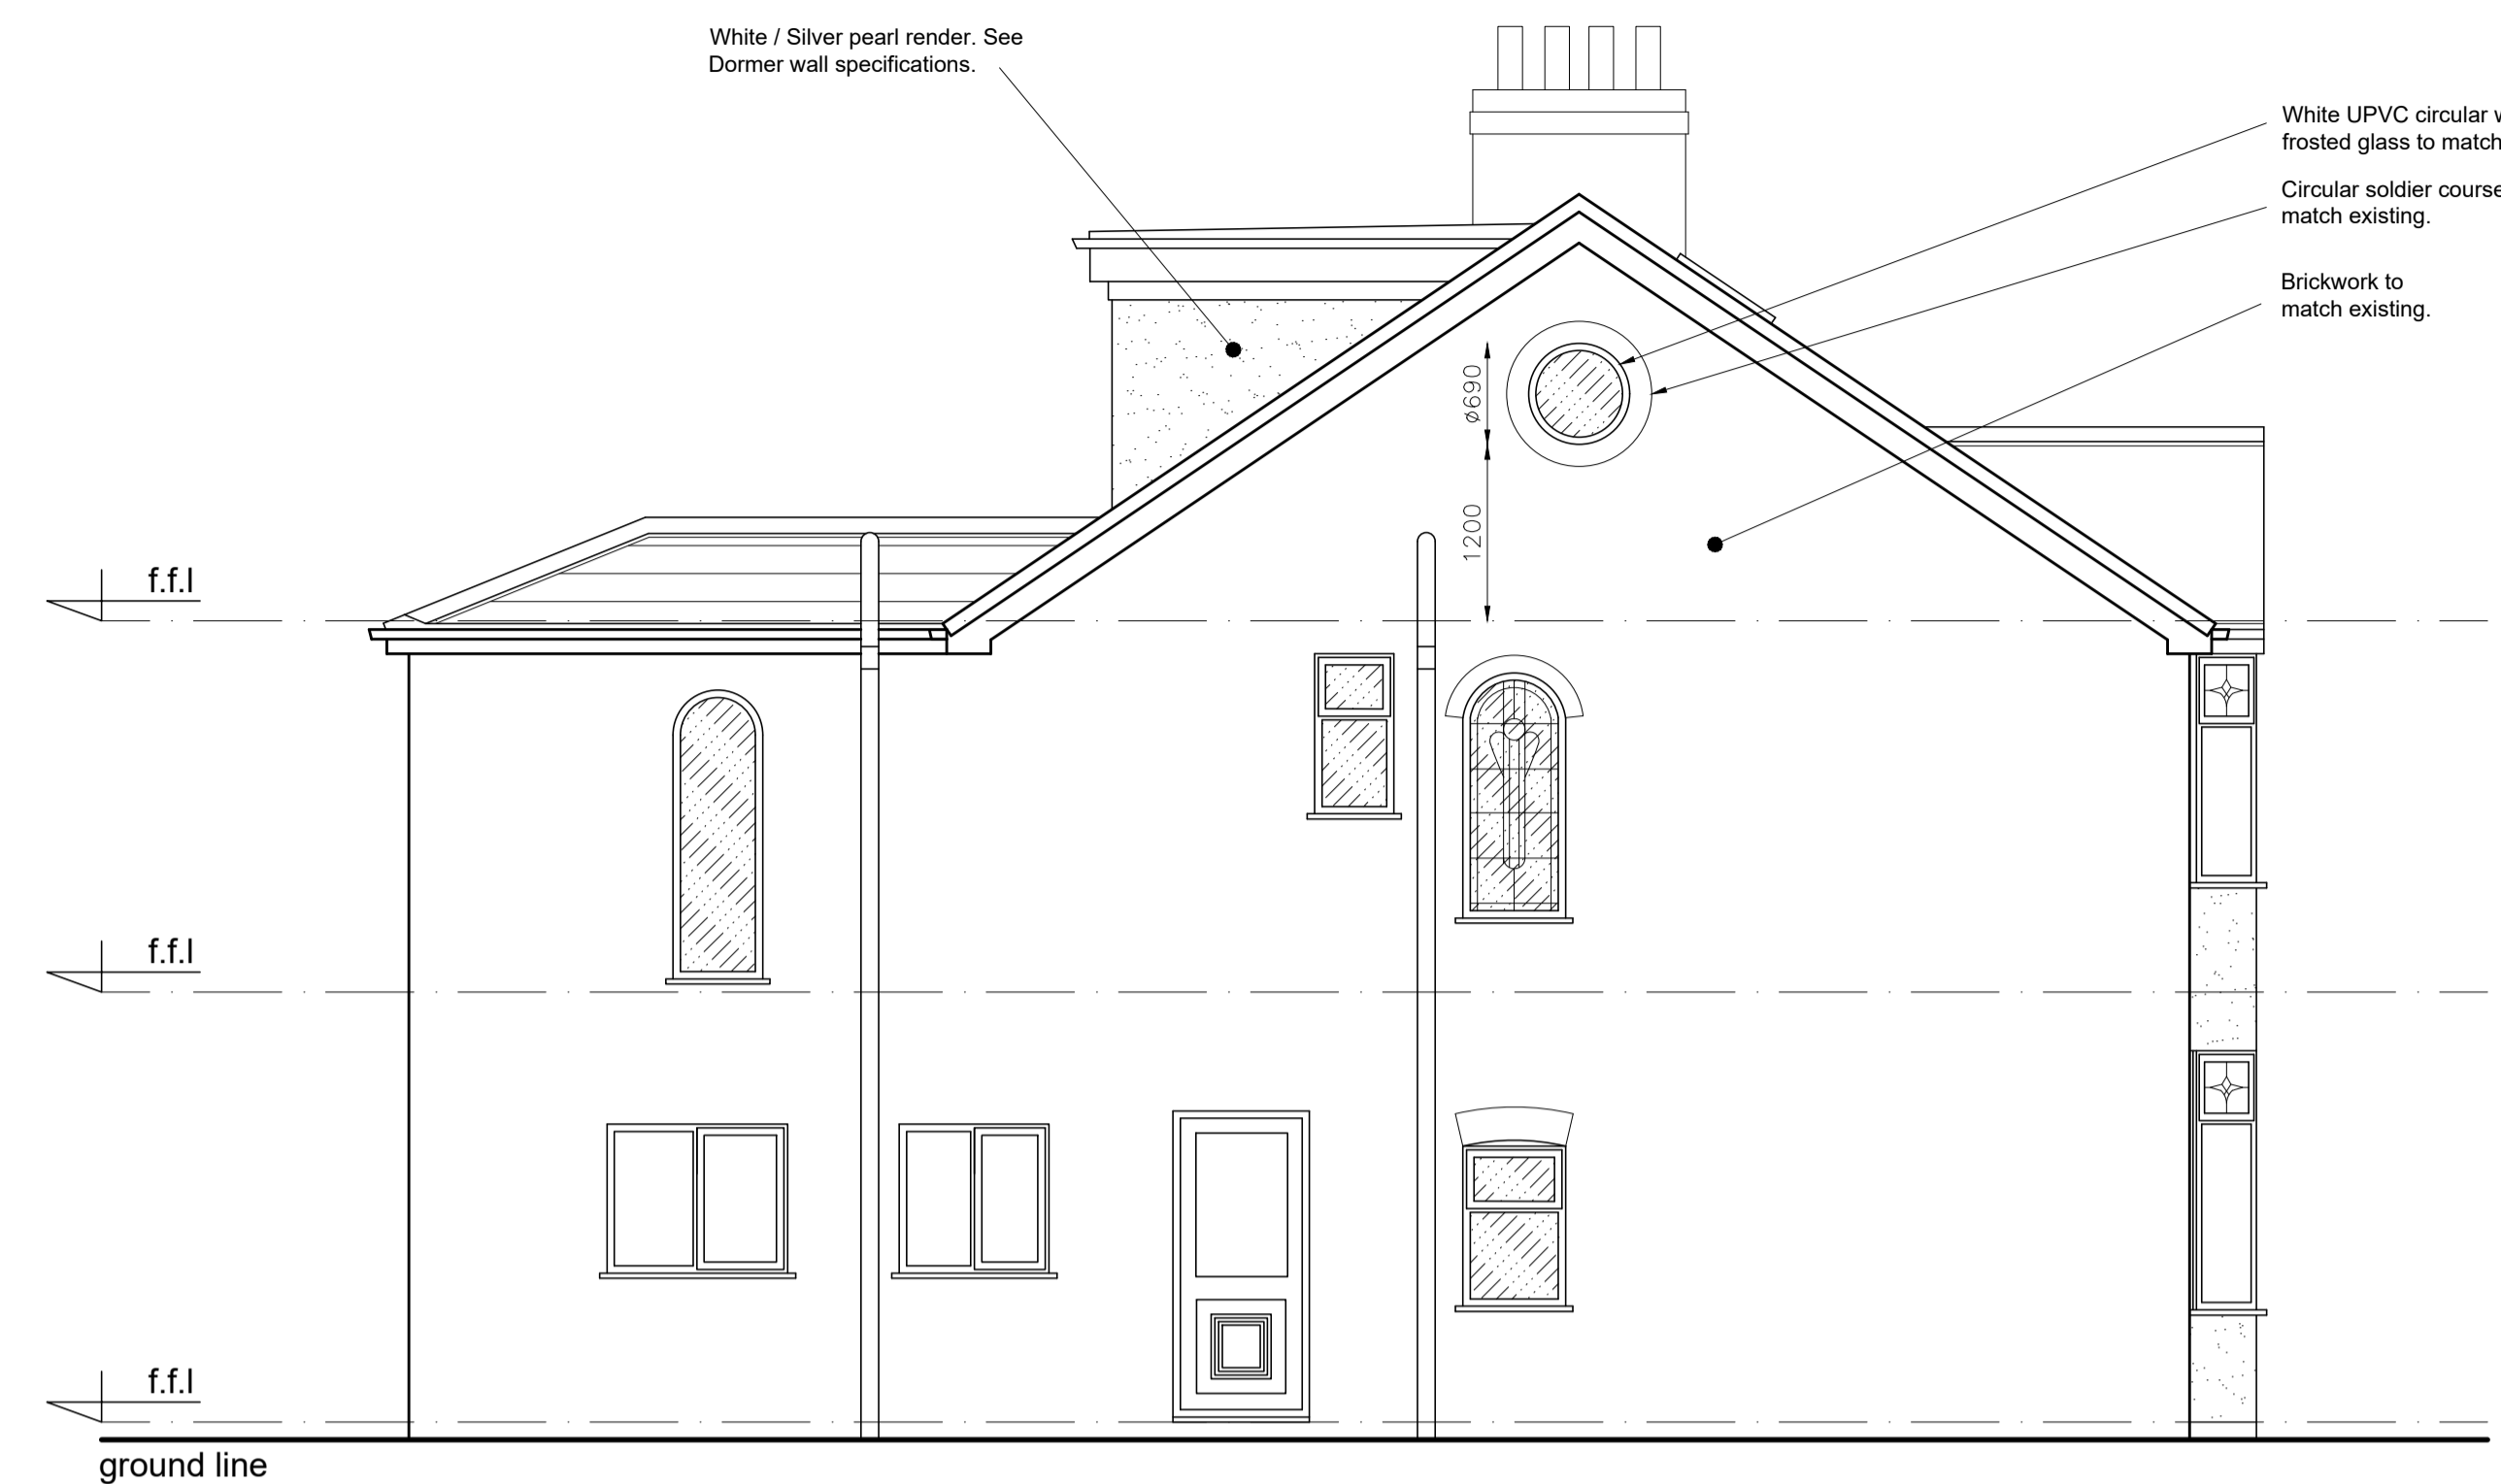 White / Silver pearl render. See
Dormer wall specifications.
White UPVC circular
frosted glass to match
Circular soldier course
match existing.
Brickwork to
match existing.
ø690
1200
f.f.l
f.f.l
f.f.l
ground line